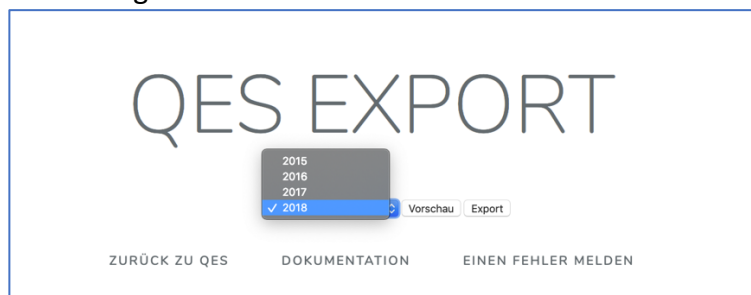 QES EXPORT
2015
2016
2017
✓ 2018 Vorschau Export
ZURÜCK ZU QES DOKUMENTATION EINEN FEHLER MELDEN